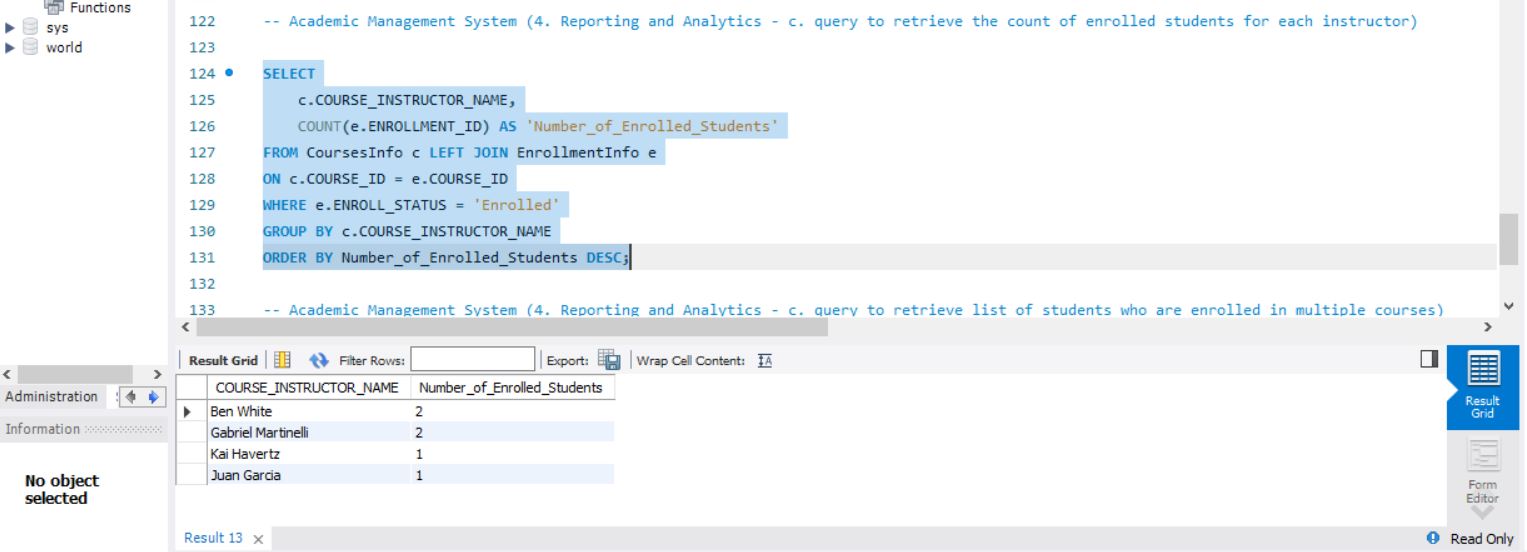 Functions
sys
world
122 -- Academic Management System (4. Reporting and Analytics - c. query to retrieve the count of enrolled students for each instructor)
123
124 SELECT
125 c.COURSE_INSTRUCTOR_NAME,
126 COUNT(e.ENROLLMENT_ID) AS 'Number_of_Enrolled_Students'
127 FROM CoursesInfo c LEFT JOIN EnrollmentInfo e
128 ON c.COURSE_ID = e.COURSE_ID
129 WHERE e.ENROLL_STATUS = 'Enrolled'
130 GROUP BY c.COURSE_INSTRUCTOR_NAME
131 ORDER BY Number_of_Enrolled_Students DESC;
132
133 -- Academic Management System (4. Reporting and Analytics - c. query to retrieve list of students who are enrolled in multiple courses)
Administration
Information
No object
selected
Result Grid Filter Rows: Export: Wrap Cell Content: IA
COURSE_INSTRUCTOR_NAME Number_of_Enrolled_Students
Ben White 2
Gabriel Martinelli 2
Kai Havertz 1
Juan Garcia 1
Result
Grid
Form
Editor
Result 13
Read Only